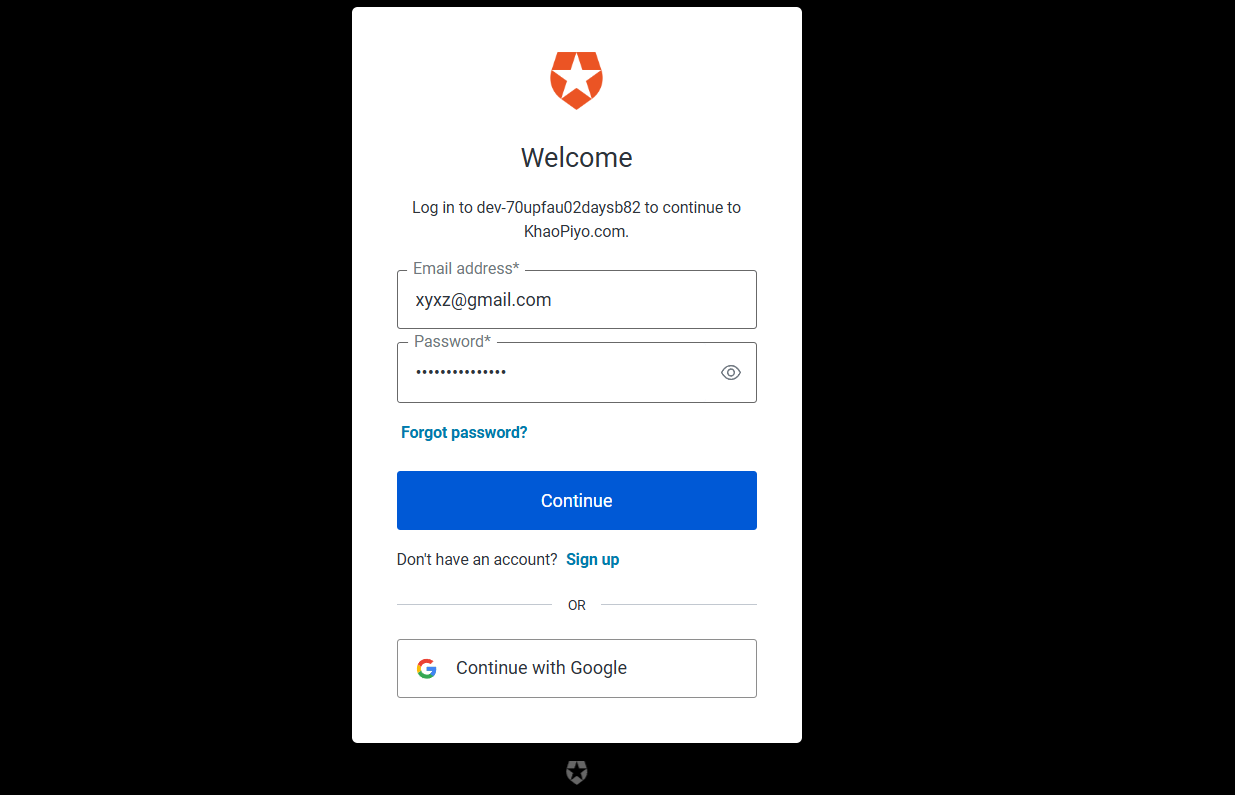 Welcome
Log in to dev-70upfau02daysb82 to continue to
KhaoPiyo.com.
Email address*
xyxz@gmail.com
Password*
•••••••••••••••
Forgot password?
Continue
Don't have an account? Sign up
OR
Continue with Google